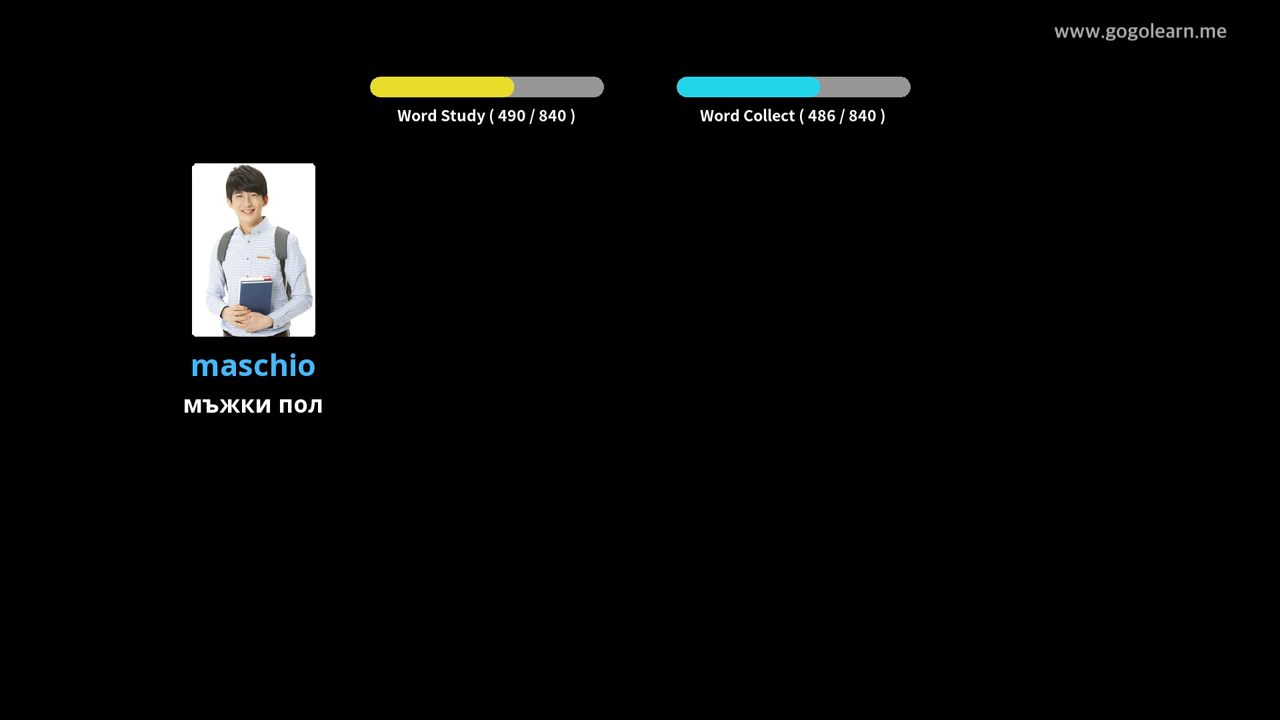 www.gogolearn.me
Word Study ( 490 / 840 )
Word Collect ( 486 / 840 )
maschio
мъжки пол